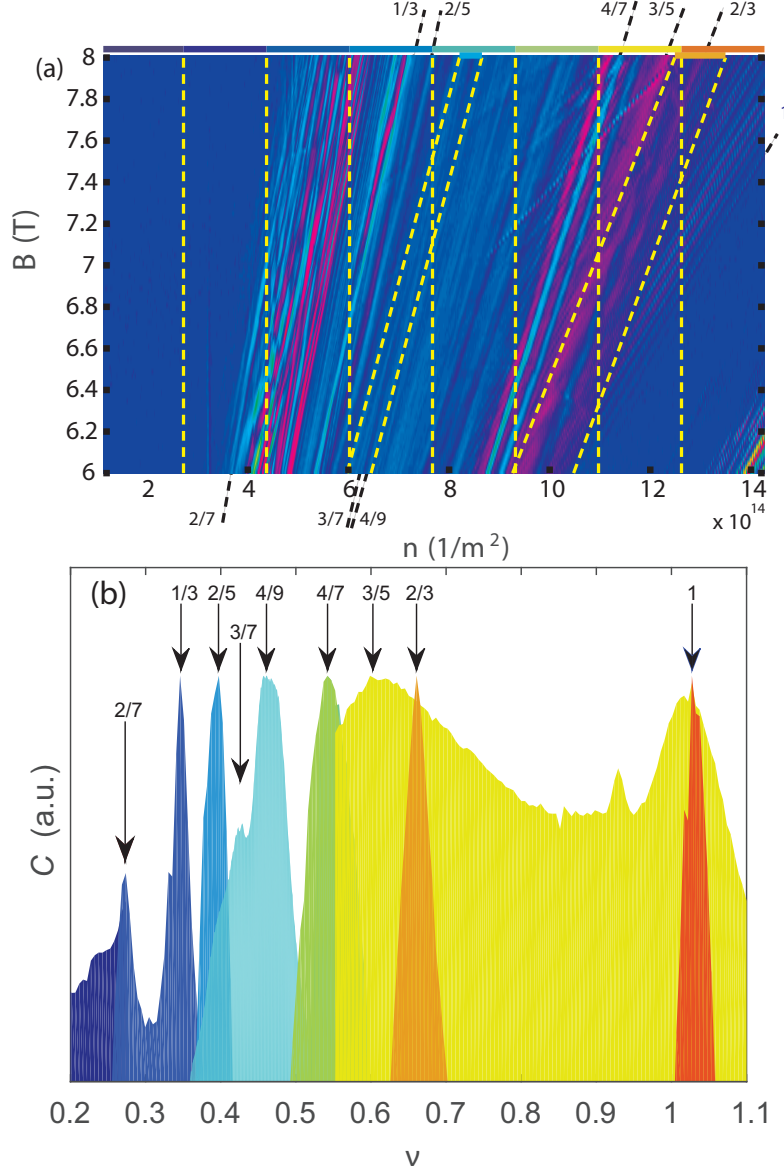 1/3 2/5 4/7 3/5 2/3
(a)
8
7.8
7.6
7.4
7.2
7
6.8
6.6
6.4
6.2
6
B (T)
2 4 6 8 10 12 14
2/7 3/7 4/9
x 10¹⁴
n (1/m²)
(b)
1/3 2/5 4/9 4/7 3/5 2/3 1
3/7
2/7
C (a.u.)
0.2 0.3 0.4 0.5 0.6 0.7 0.8 0.9 1 1.1
ν